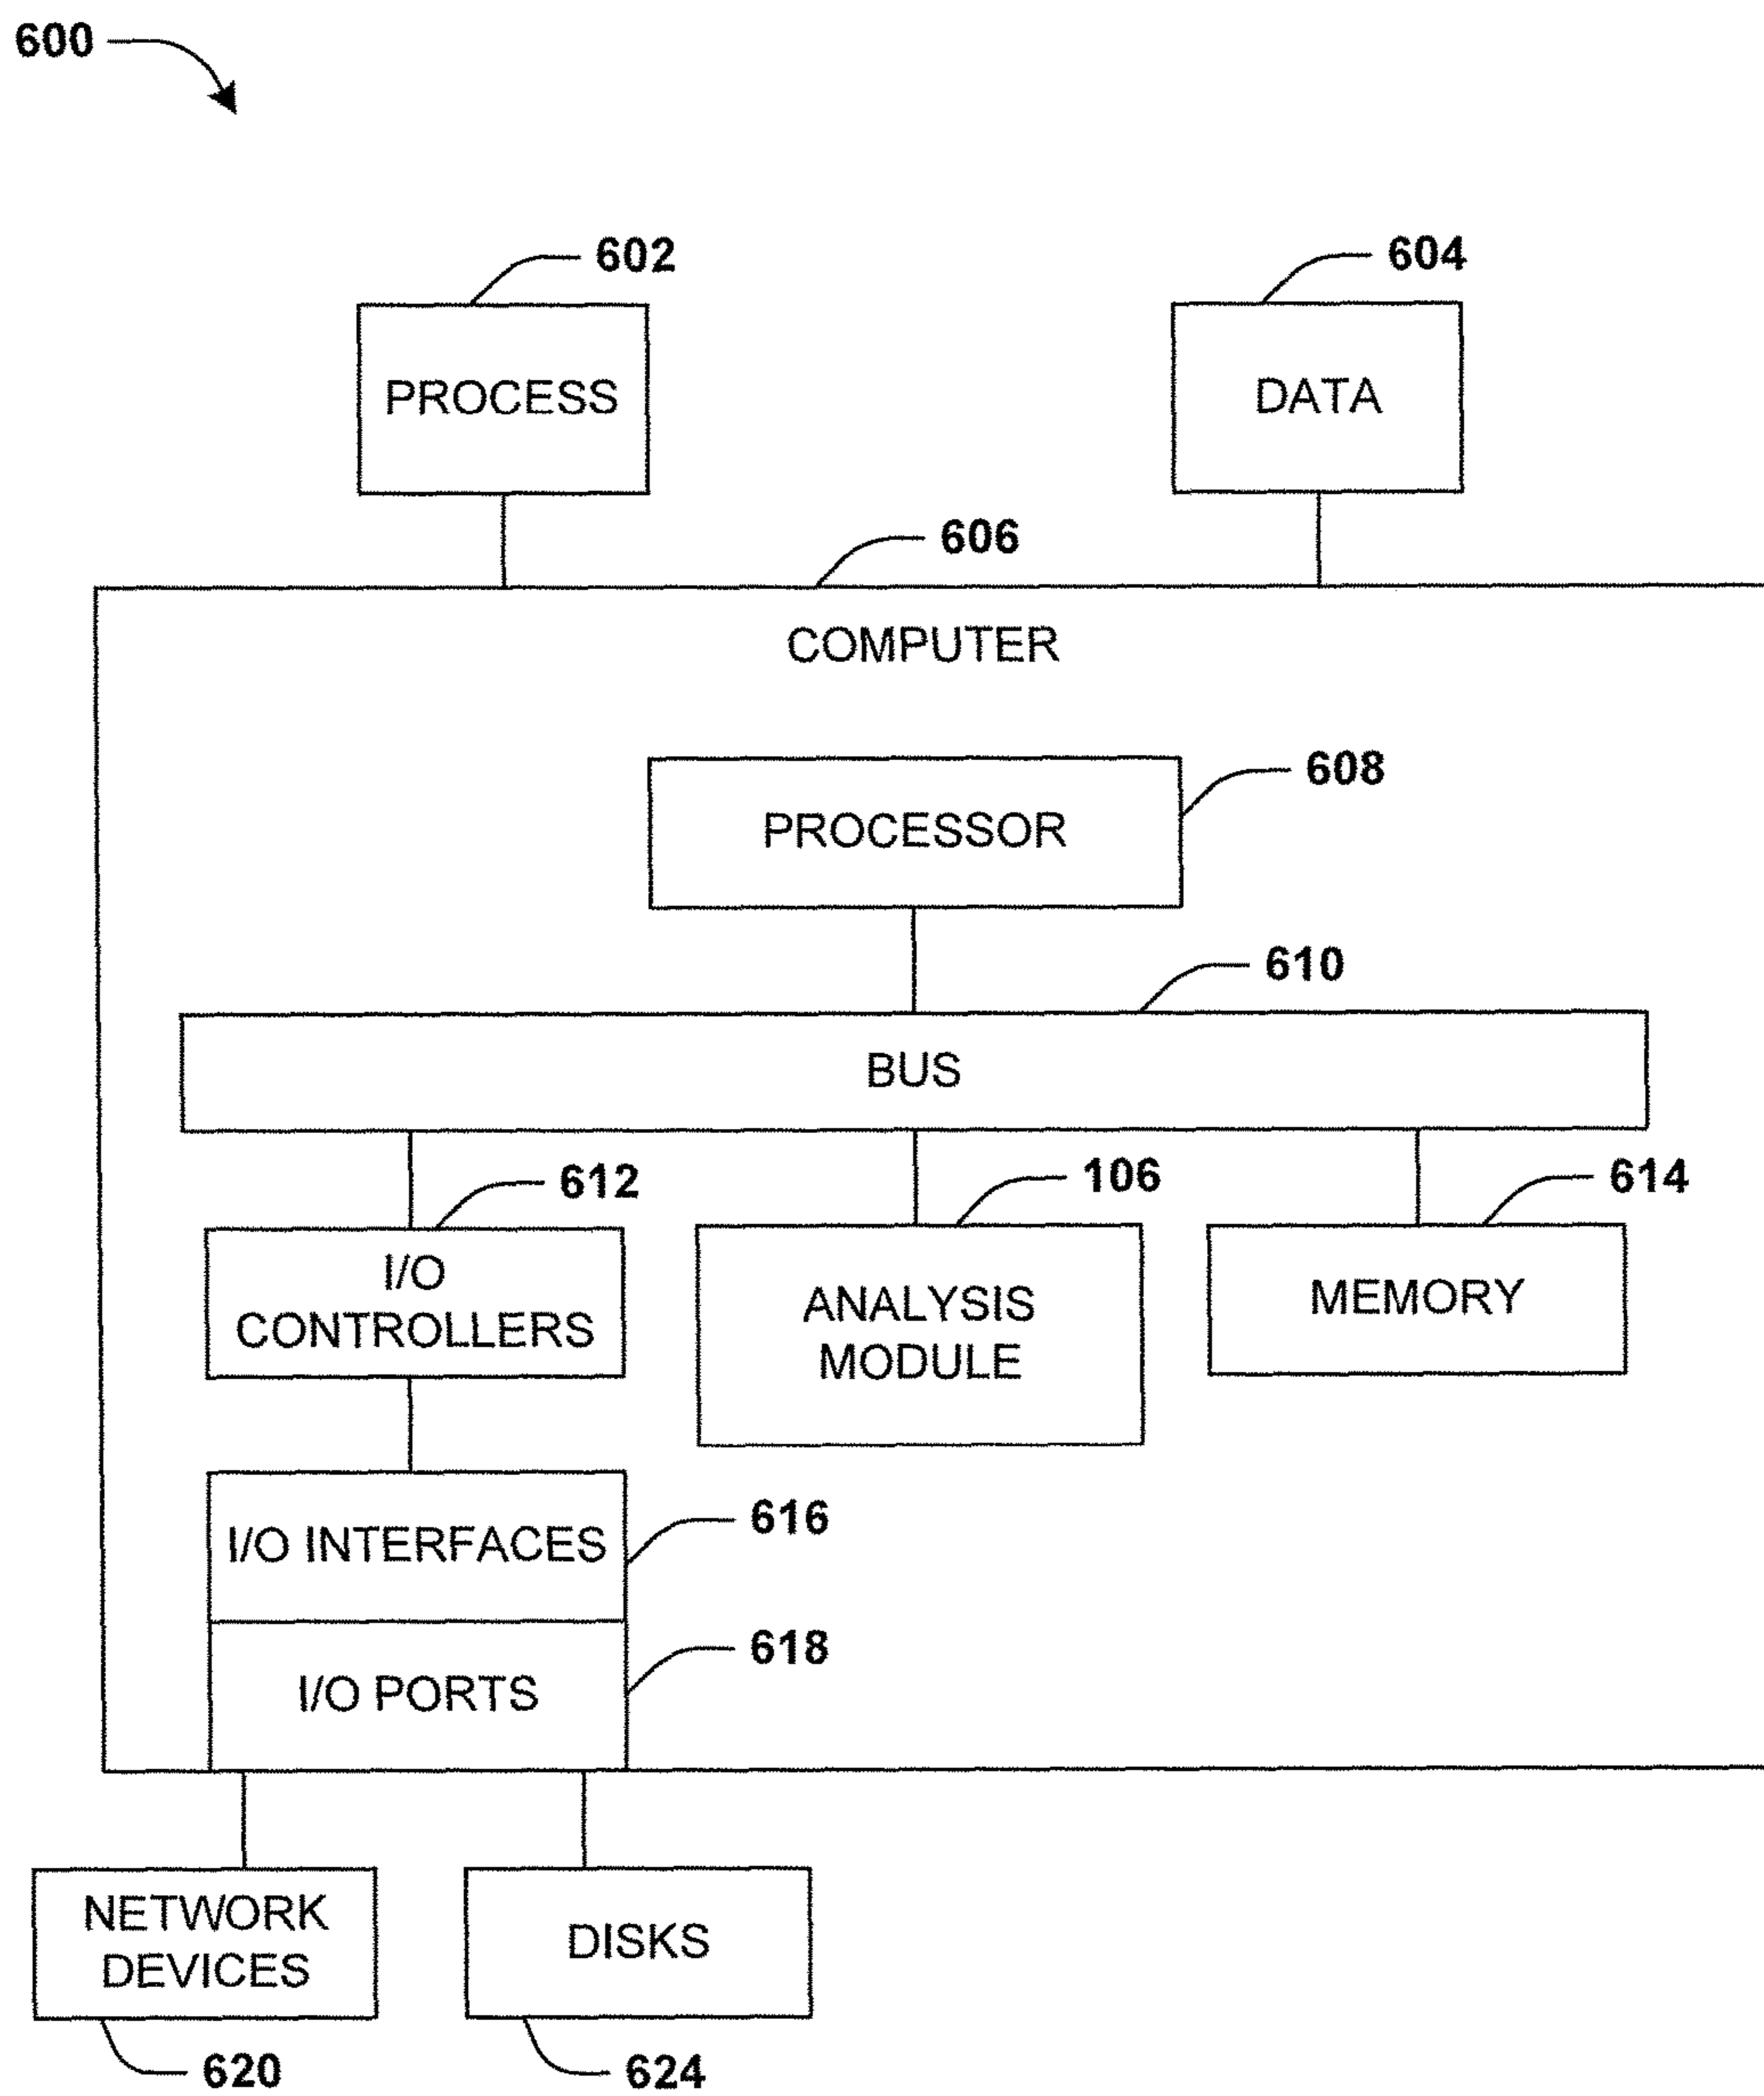 600
602
604
PROCESS
DATA
606
COMPUTER
608
PROCESSOR
610
BUS
612
106
614
I/O
CONTROLLERS
ANALYSIS
MODULE
MEMORY
616
I/O INTERFACES
618
I/O PORTS
NETWORK
DEVICES
DISKS
620
624